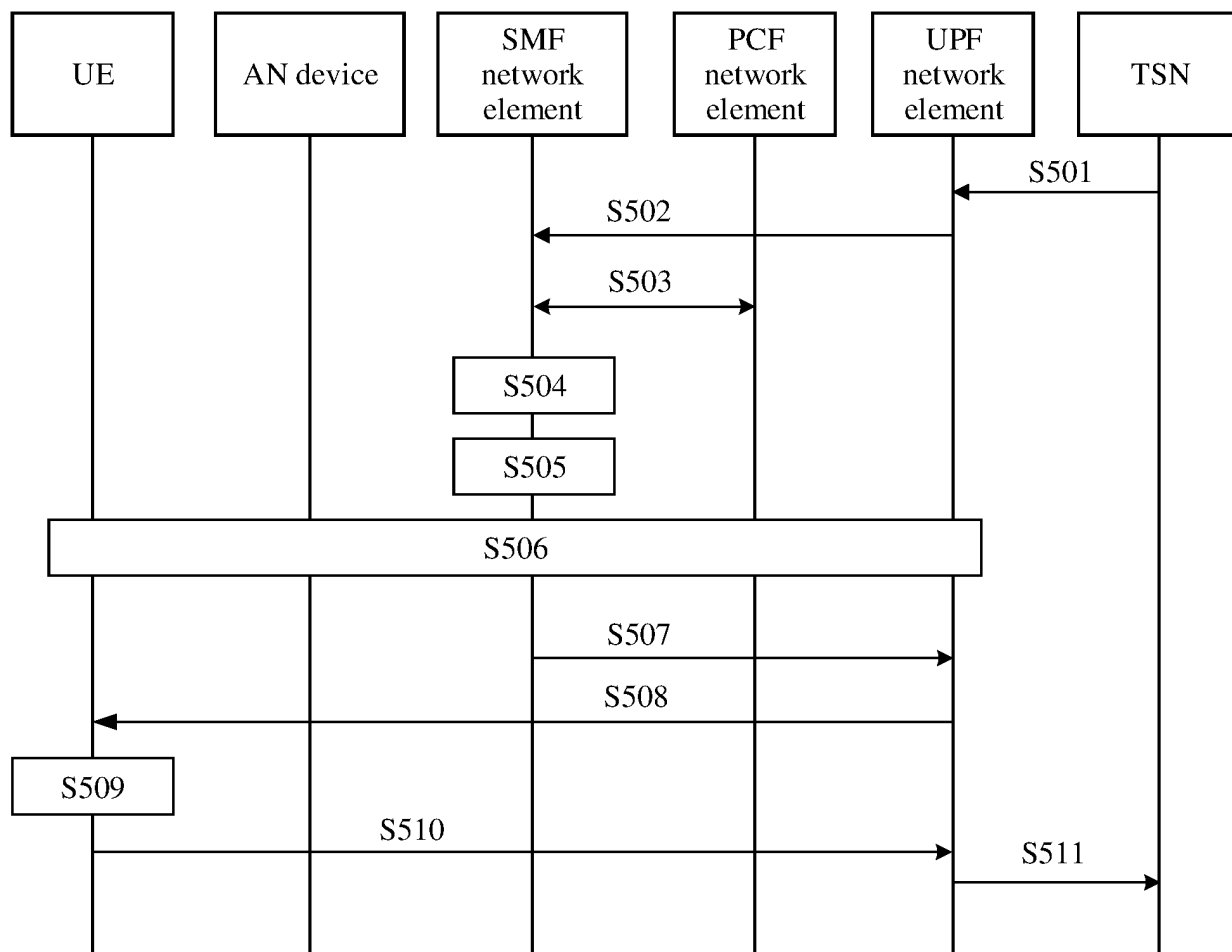 UE
AN device
SMF
network
element
PCF
network
element
UPF
network
element
TSN
S501
S502
S503
S504
S505
S506
S507
S508
S509
S510
S511